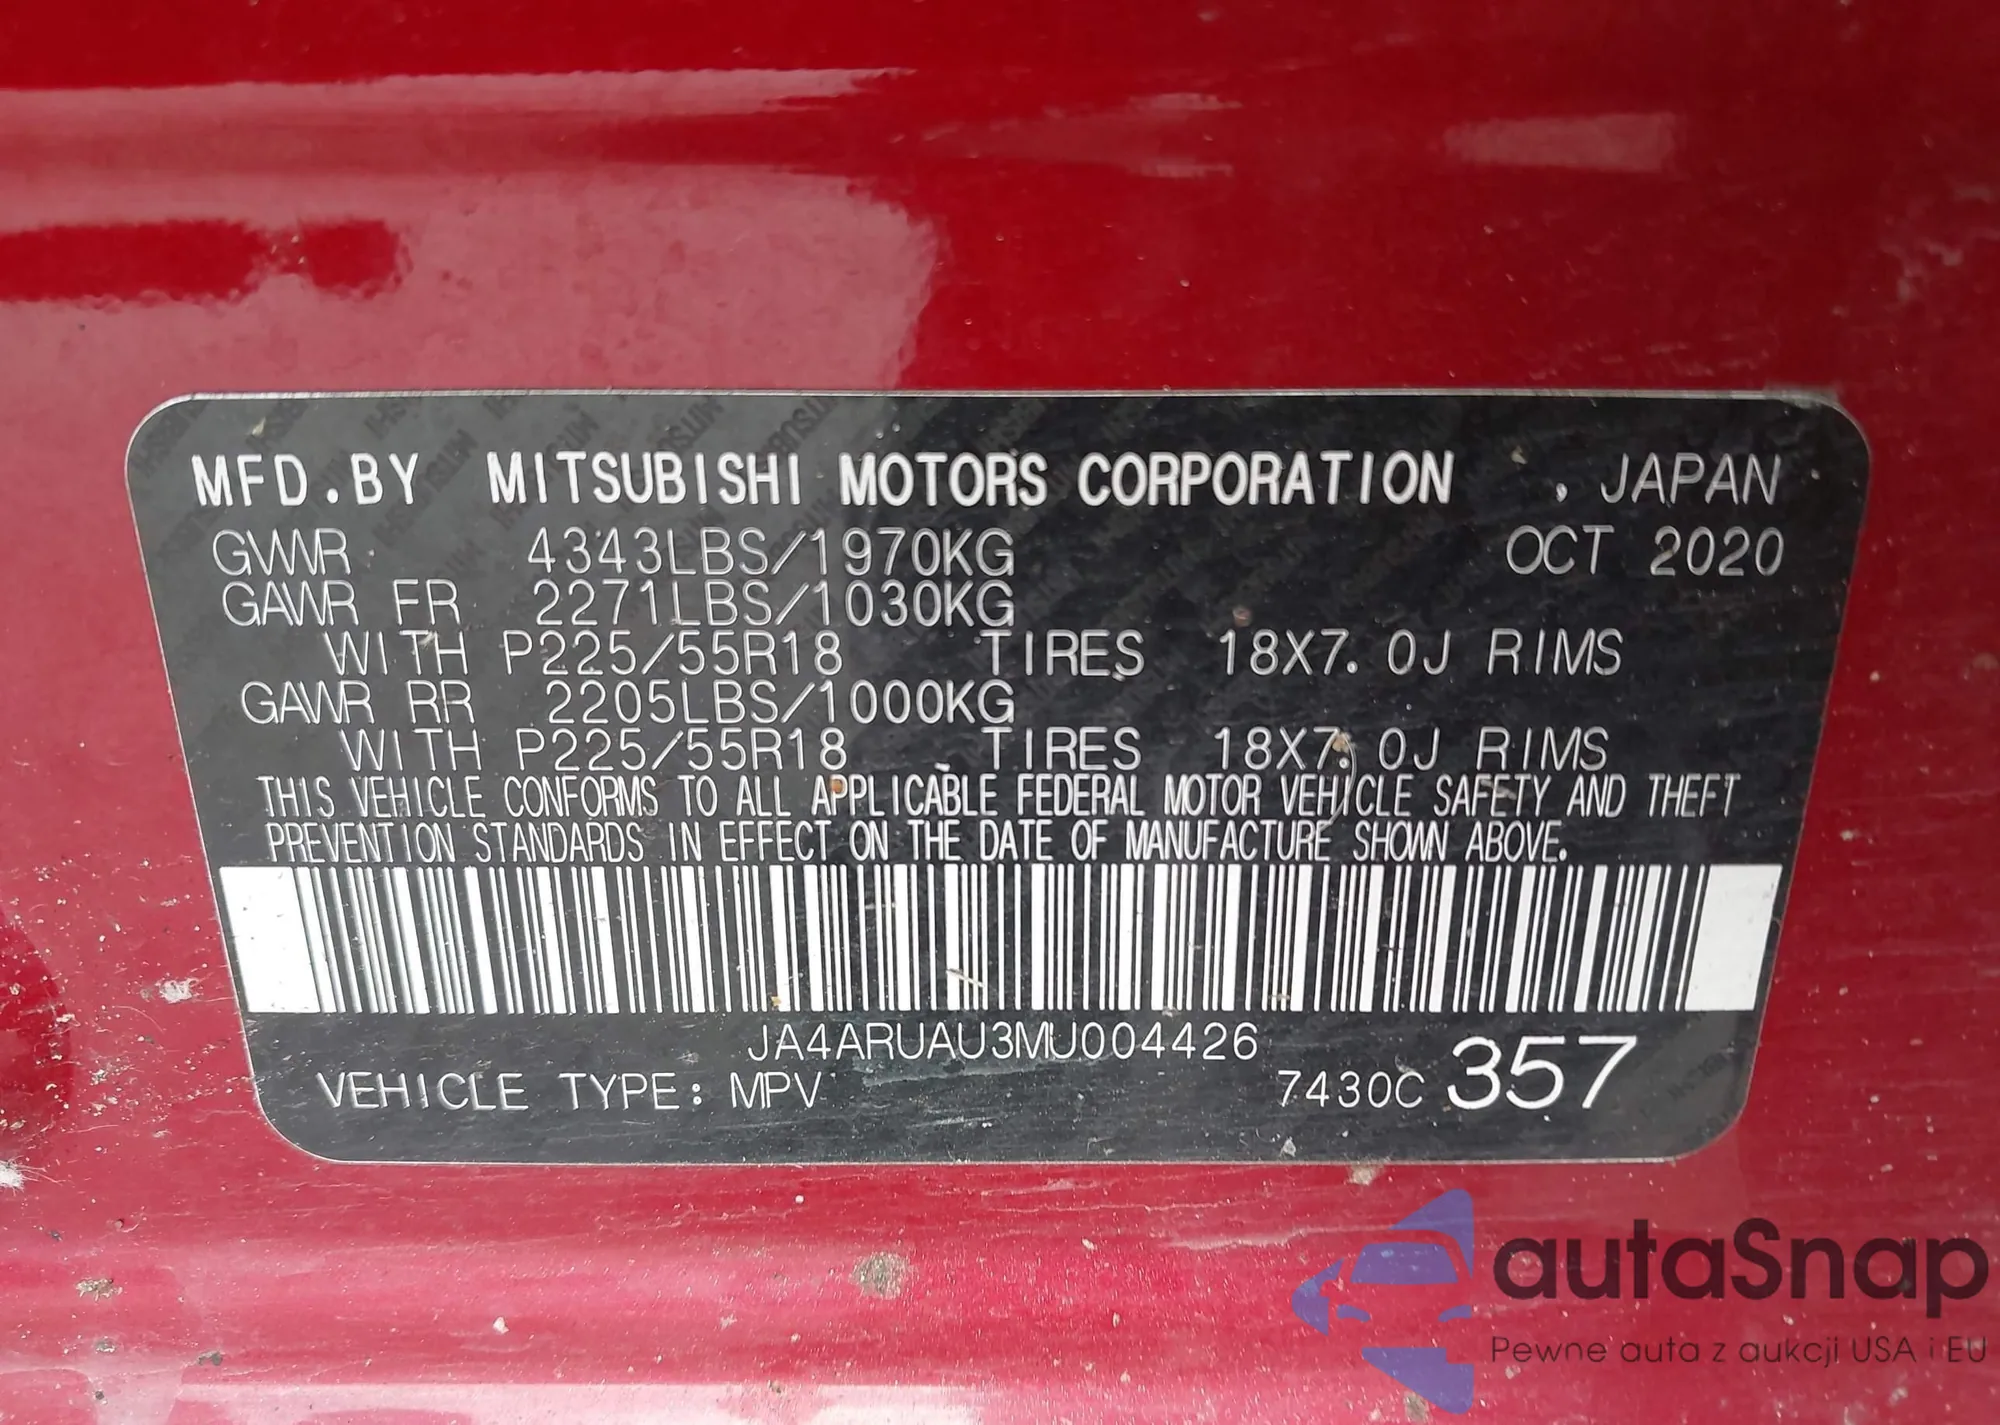 MFD.BY MITSUBISHI MOTORS CORPORATION , JAPAN
GWR 4343LBS/1970KG OCT 2020
GAWR FR 2271LBS/1030KG
WITH P225/55R18 TIRES 18X7.0J RIMS
GAWR RR 2205LBS/1000KG
WITH P225/55R18 TIRES 18X7.0J RIMS
THIS VEHICLE CONFORMS TO ALL APPLICABLE FEDERAL MOTOR VEHICLE SAFETY AND THEFT
PREVENTION STANDARDS IN EFFECT ON THE DATE OF MANUFACTURE SHOWN ABOVE.
JA4ARUAU3MU004426
VEHICLE TYPE: MPV 7430C 357
autaSnap
Pewne auta z aukcji USA i EU